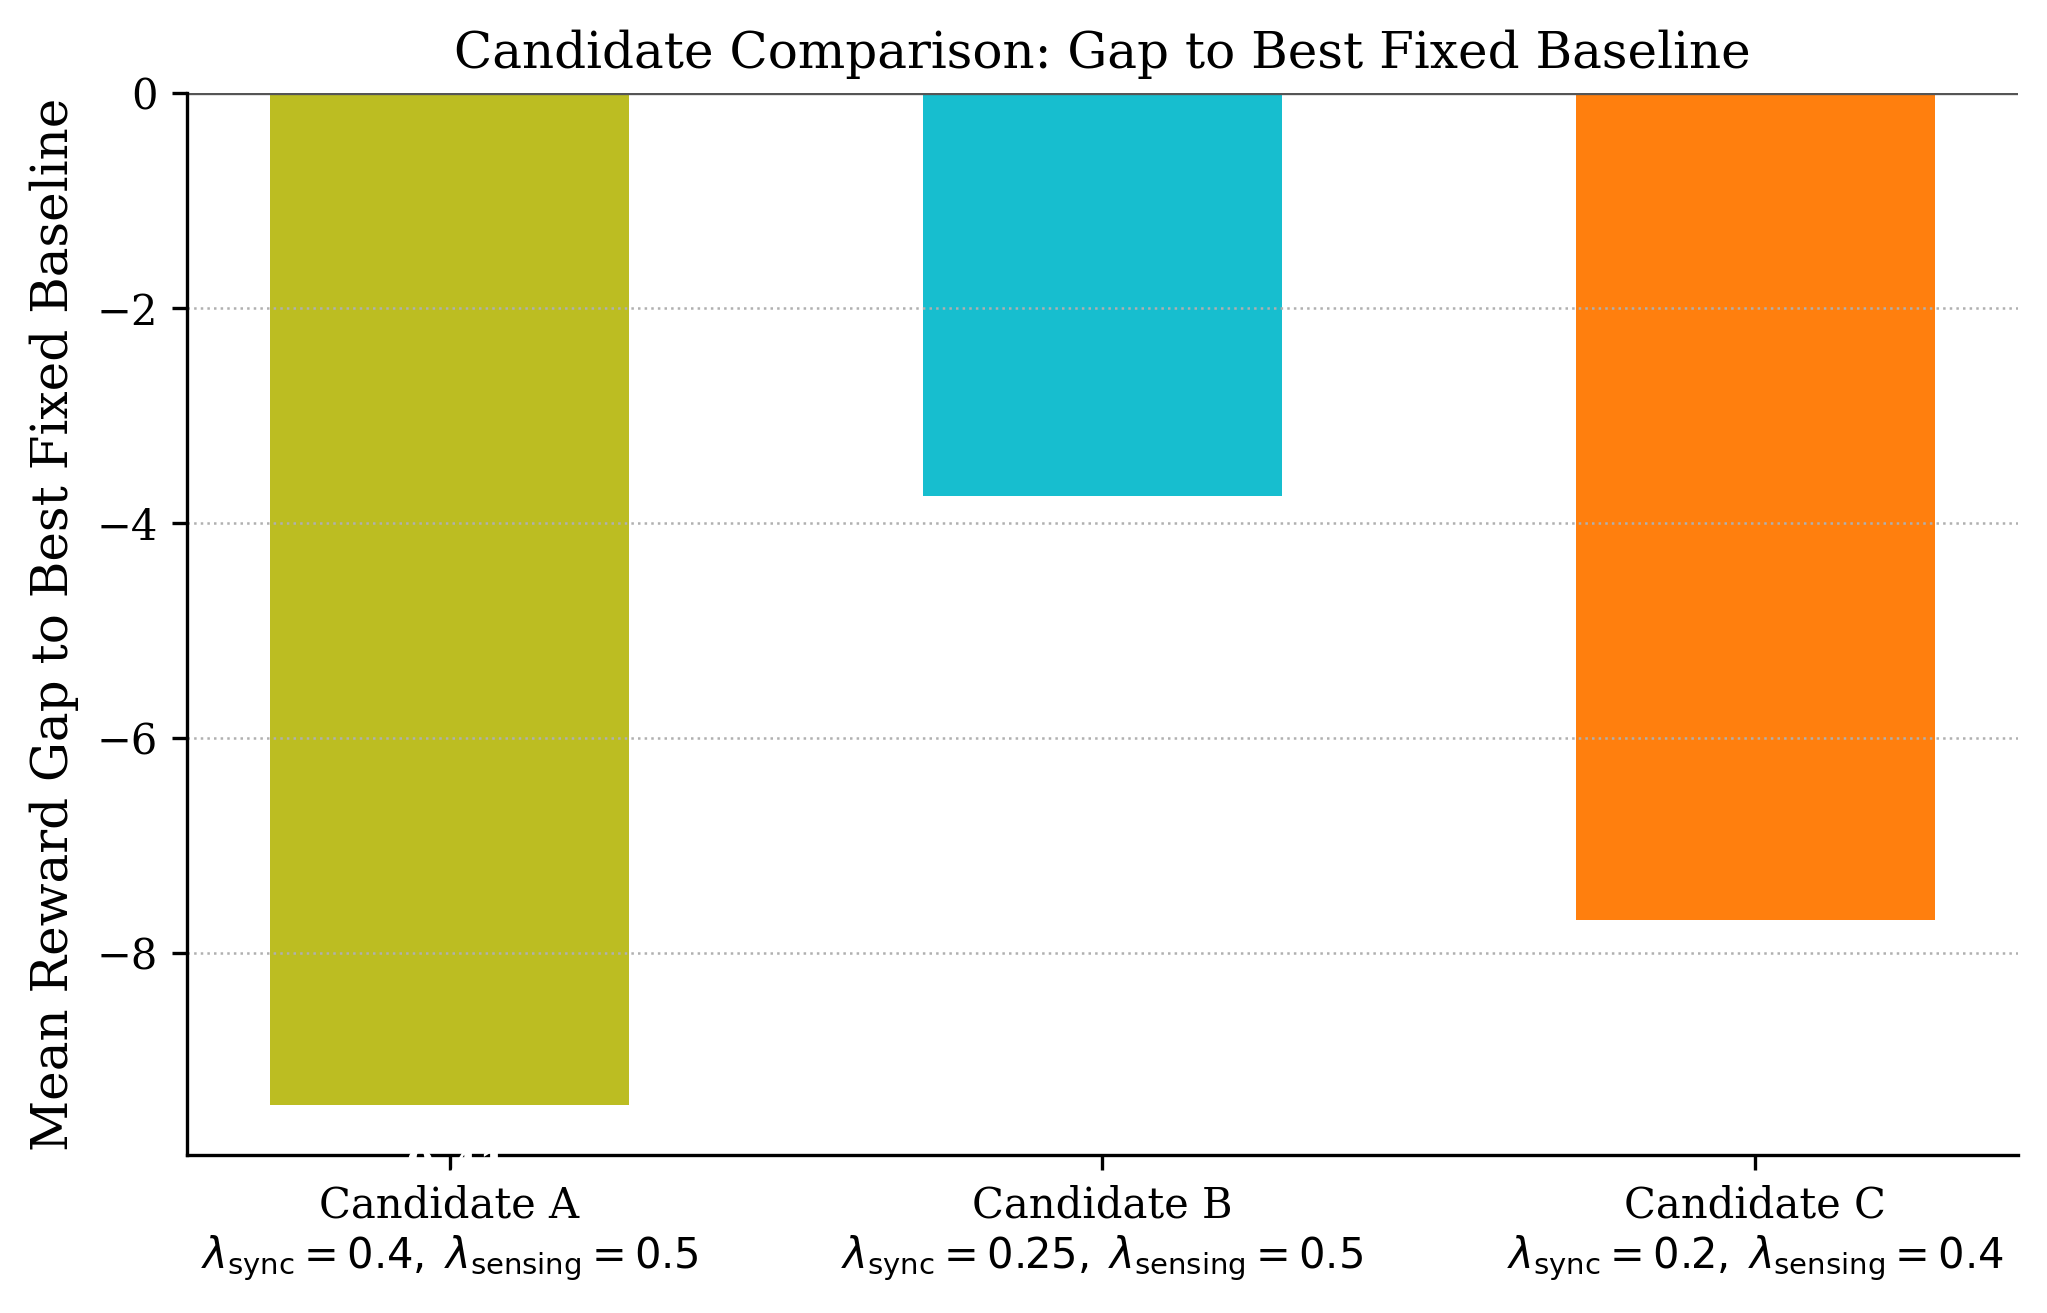 Candidate Comparison: Gap to Best Fixed Baseline
Mean Reward Gap to Best Fixed Baseline
0
−2
−4
−6
−8
Candidate A
λsync = 0.4, λsensing = 0.5
Candidate B
λsync = 0.25, λsensing = 0.5
Candidate C
λsync = 0.2, λsensing = 0.4